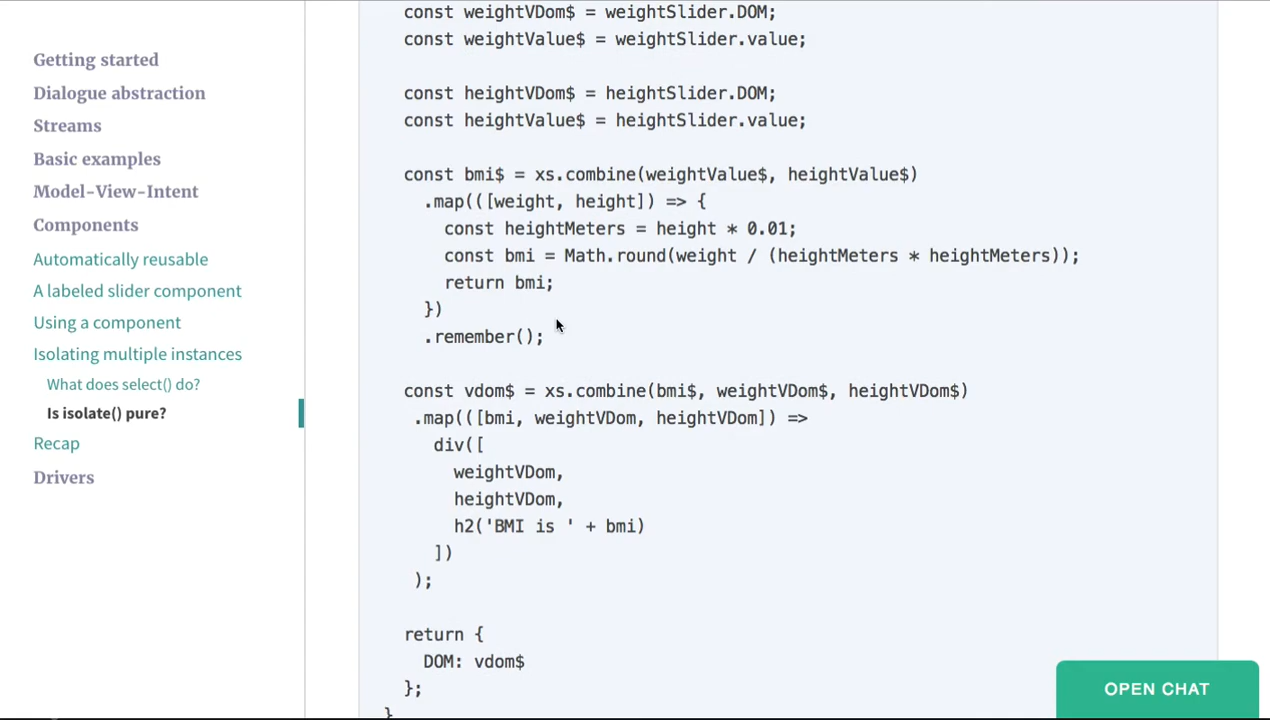 Getting started
Dialogue abstraction
Streams
Basic examples
Model-View-Intent
Components
Automatically reusable
A labeled slider component
Using a component
Isolating multiple instances
What does select() do?
Is isolate() pure?
Recap
Drivers
const weightVDom$ = weightSlider.DOM;
const weightValue$ = weightSlider.value;
const heightVDom$ = heightSlider.DOM;
const heightValue$ = heightSlider.value;
const bmi$ = xs.combine(weightValue$, heightValue$)
.map(([weight, height]) => {
const heightMeters = height * 0.01;
const bmi = Math.round(weight / (heightMeters * heightMeters));
return bmi;
})
.remember();
const vdom$ = xs.combine(bmi$, weightVDom$, heightVDom$)
.map(([bmi, weightVDom, heightVDom]) =>
div([
weightVDom,
heightVDom,
h2('BMI is ' + bmi)
])
);
return {
DOM: vdom$
};
}
OPEN CHAT